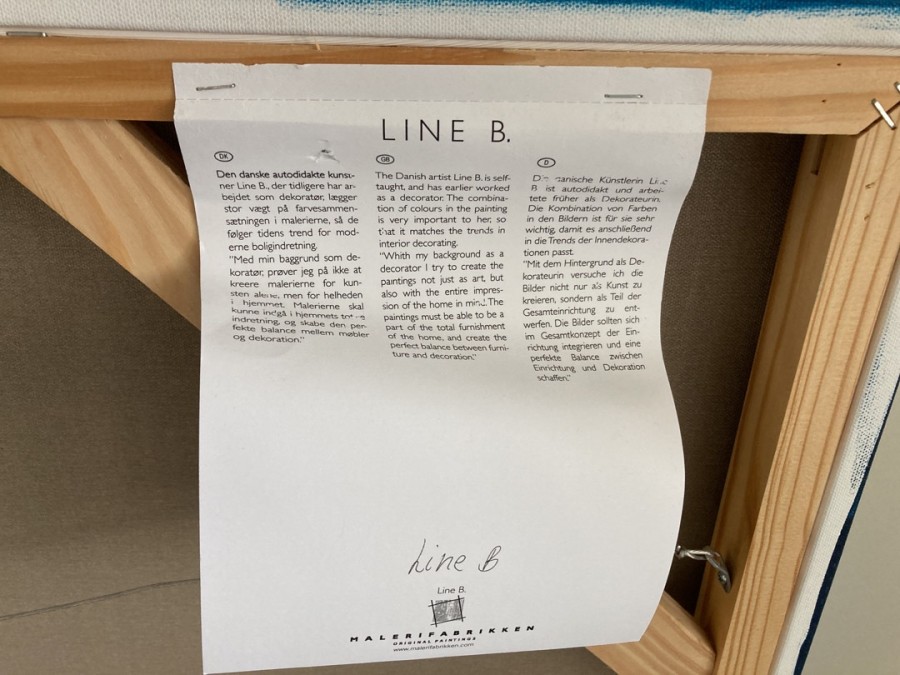 LINE B.
DK
Den danske autodidakte kunst-
ner Line B., der tidligere har ar-
bejdet som dekoratør, lægger
stor vægt på farvesammen-
sætningen i malerierne, så de
følger tidens trend for mod-
erne boligindretning.
"Med min baggrund som de-
koratør, prøver jeg på ikke at
kreere malerierne for kun-
sten alene, men for helheden
i hjemmet. Malerierne skal
kunne indgå i hjemmets
indretning, og skabe den per-
fekte balance mellem møbler
og dekoration."
GB
The Danish artist Line B. is self-
taught, and has earlier worked
as a decorator. The combina-
tion of colours in the painting
is very important to her, so
that it matches the trends in
interior decorating.
"Whith my background as a
decorator I try to create the
paintings not just as art, but
also with the entire impres-
sion of the home in mind. The
paintings must be able to be a
part of the total furnishment
of the home, and create the
perfect balance between furni-
ture and decoration."
D
Die dänische Künstlerin Line
B ist autodidakt und arbei-
tete früher als Dekorateurin.
Die Kombination von Farben
in den Bildern ist für sie sehr
wichtig, damit es anschließend
in die Trends der Innendekora-
tionen passt.
"Mit dem Hintergrund als De-
korateurin versuche ich die
Bilder nicht nur als Kunst zu
kreieren, sondern als Teil der
Gesamteinrichtung zu ent-
werfen. Die Bilder sollten sich
im Gesamtkonzept der Ein-
richtung integrieren und eine
perfekte Balance zwischen
Einrichtung und Dekoration
schaffen."
Line B
Line B.
MALERIFABRIKKEN
ORIGINAL PAINTINGS
www.malerifabrikken.com